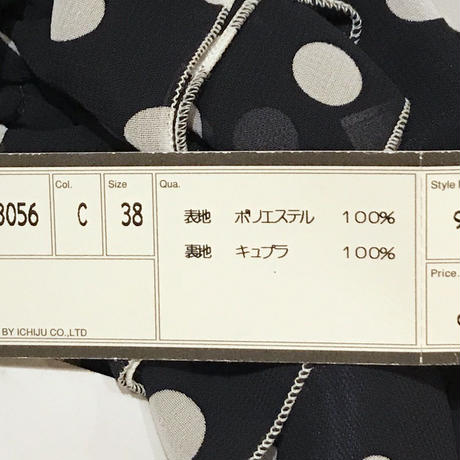 Col. Size Qua. Style
3056 C 38 表地 ポリエステル 100% 9
裏地 キュプラ 100%
Price.
BY ICHIJU CO.,LTD